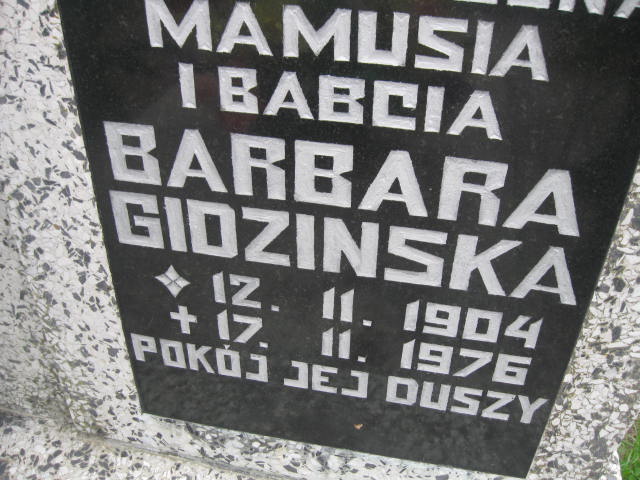 MAMUSIA
I BABCIA
BARBARA
GIDZINSKA
12. 11. 1904
+ 17. 11. 1976
POKÓJ JEJ DUSZY